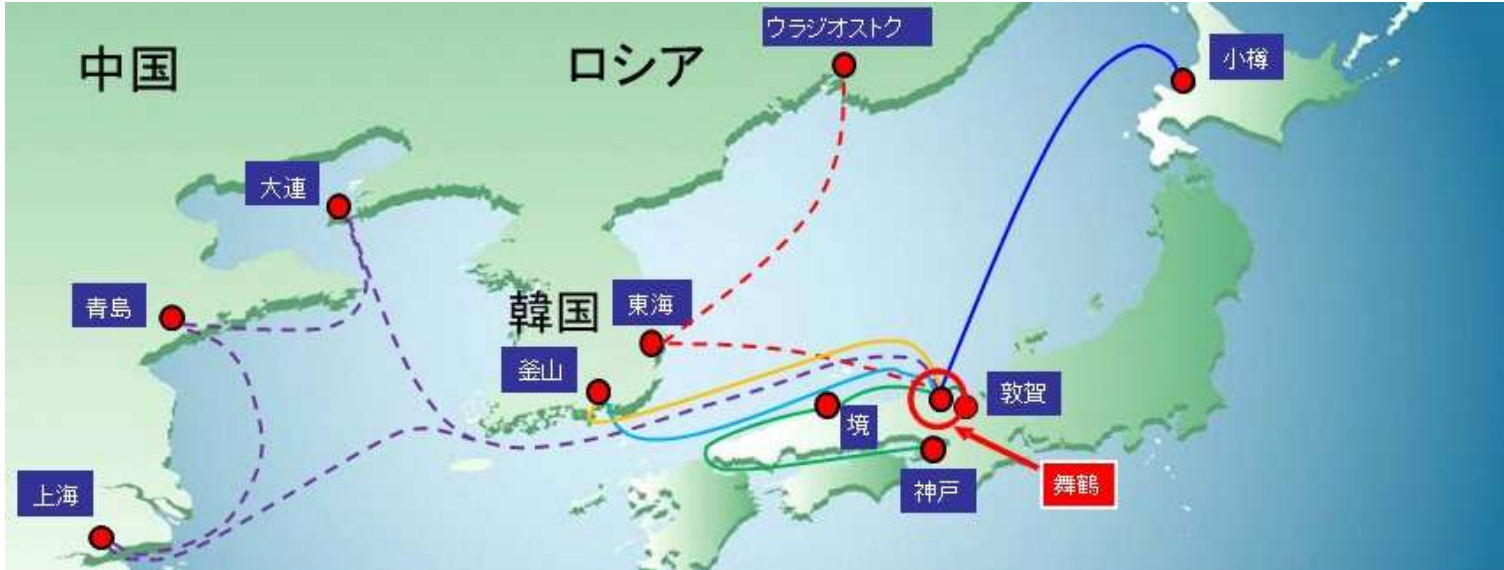 中国
ロシア
ウラジオストク
小樽
大連
青島
韓国
東海
釜山
境
敦賀
上海
神戸
舞鶴